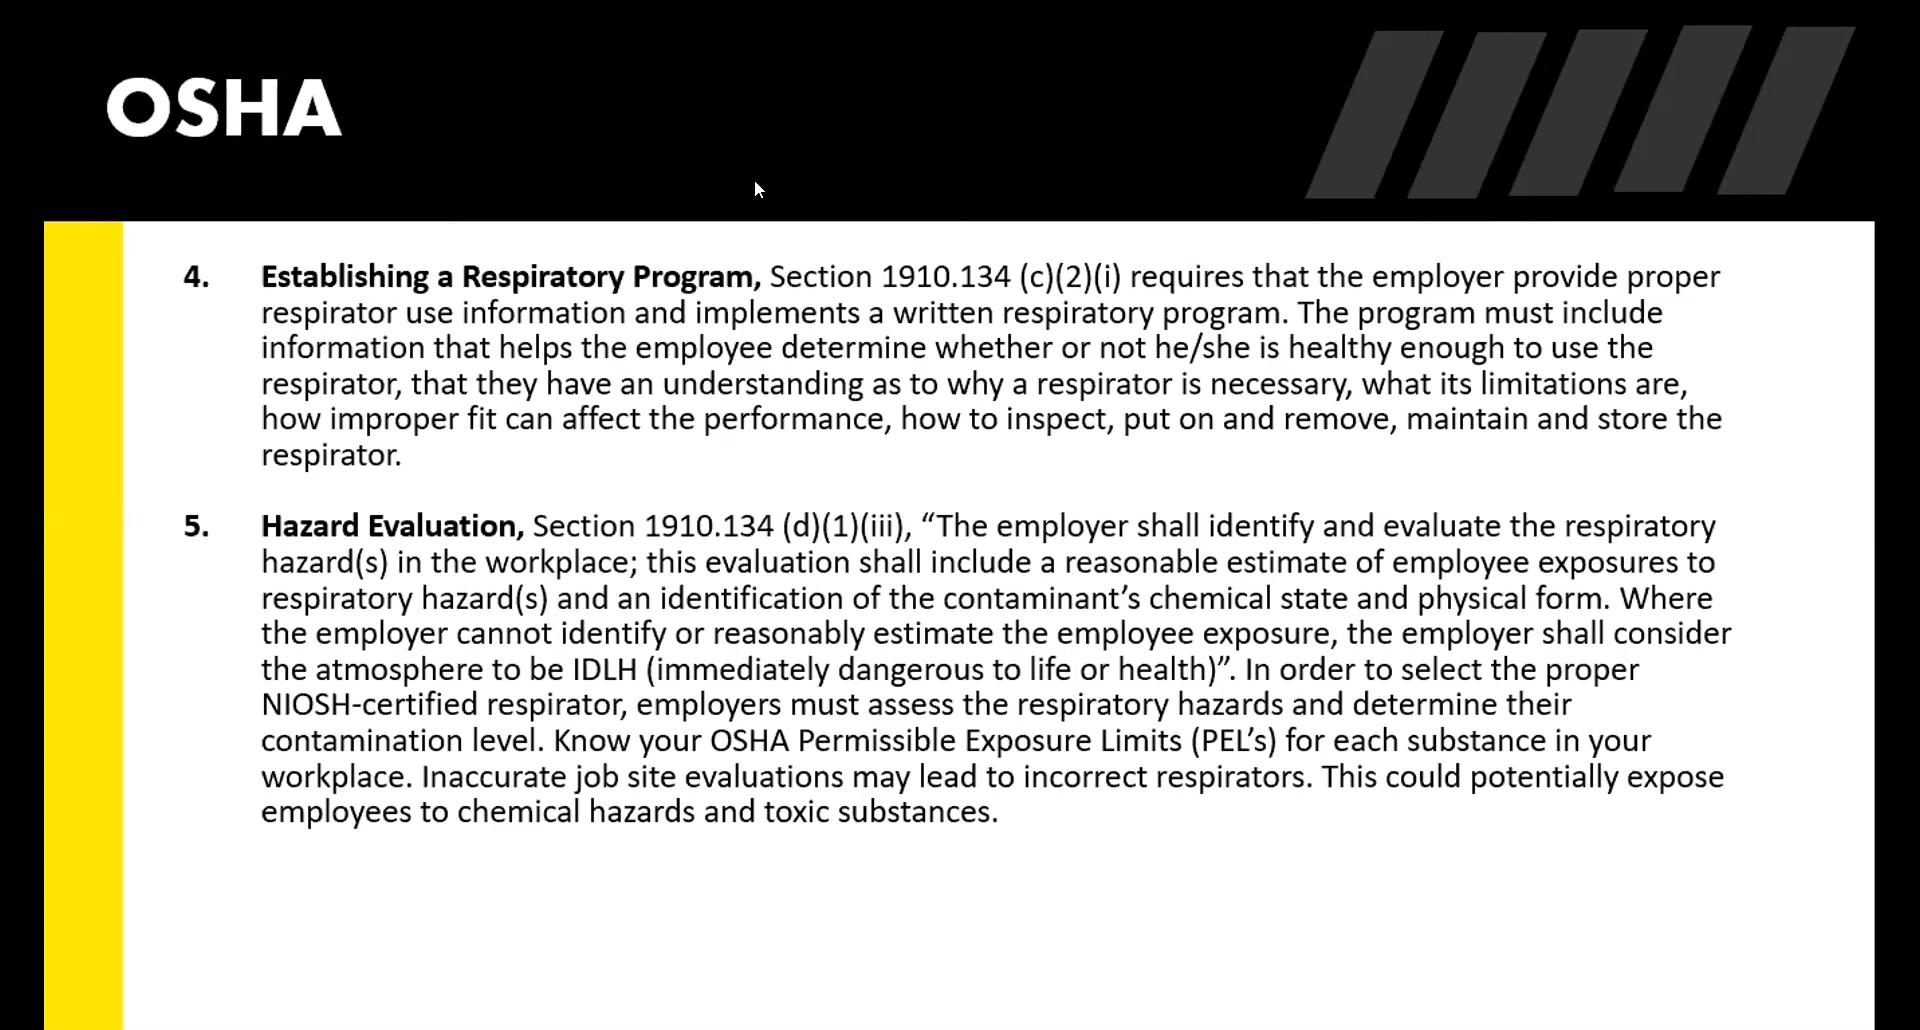 OSHA
4. Establishing a Respiratory Program, Section 1910.134 (c)(2)(i) requires that the employer provide proper
respirator use information and implements a written respiratory program. The program must include
information that helps the employee determine whether or not he/she is healthy enough to use the
respirator, that they have an understanding as to why a respirator is necessary, what its limitations are,
how improper fit can affect the performance, how to inspect, put on and remove, maintain and store the
respirator.
5. Hazard Evaluation, Section 1910.134 (d)(1)(iii), “The employer shall identify and evaluate the respiratory
hazard(s) in the workplace; this evaluation shall include a reasonable estimate of employee exposures to
respiratory hazard(s) and an identification of the contaminant’s chemical state and physical form. Where
the employer cannot identify or reasonably estimate the employee exposure, the employer shall consider
the atmosphere to be IDLH (immediately dangerous to life or health)”. In order to select the proper
NIOSH-certified respirator, employers must assess the respiratory hazards and determine their
contamination level. Know your OSHA Permissible Exposure Limits (PEL’s) for each substance in your
workplace. Inaccurate job site evaluations may lead to incorrect respirators. This could potentially expose
employees to chemical hazards and toxic substances.